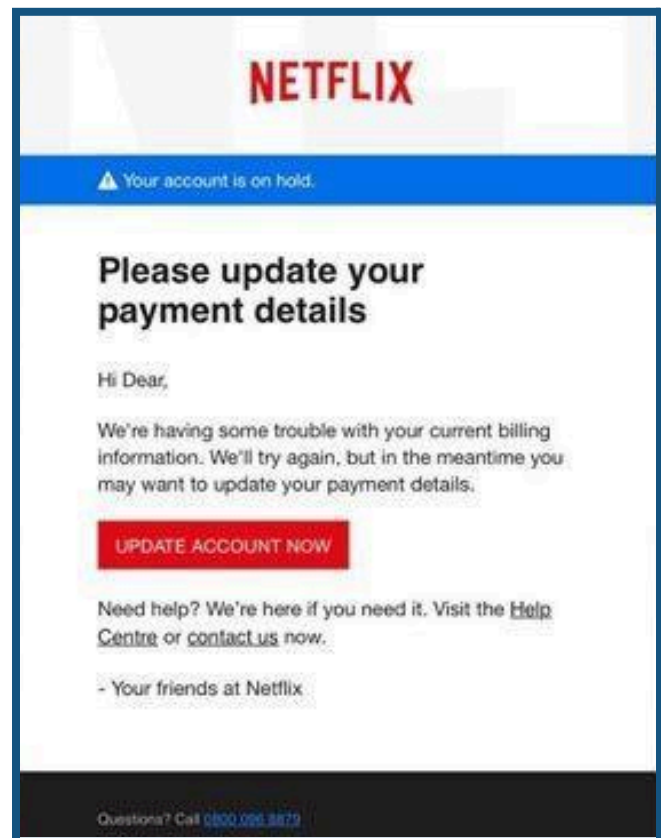 NETFLIX
Your account is on hold.
Please update your
payment details
Hi Dear,
We're having some trouble with your current billing
information. We'll try again, but in the meantime you
may want to update your payment details.
UPDATE ACCOUNT NOW
Need help? We're here if you need it. Visit the Help
Centre or contact us now.
- Your friends at Netflix
Questions? Call 0800 096 8879